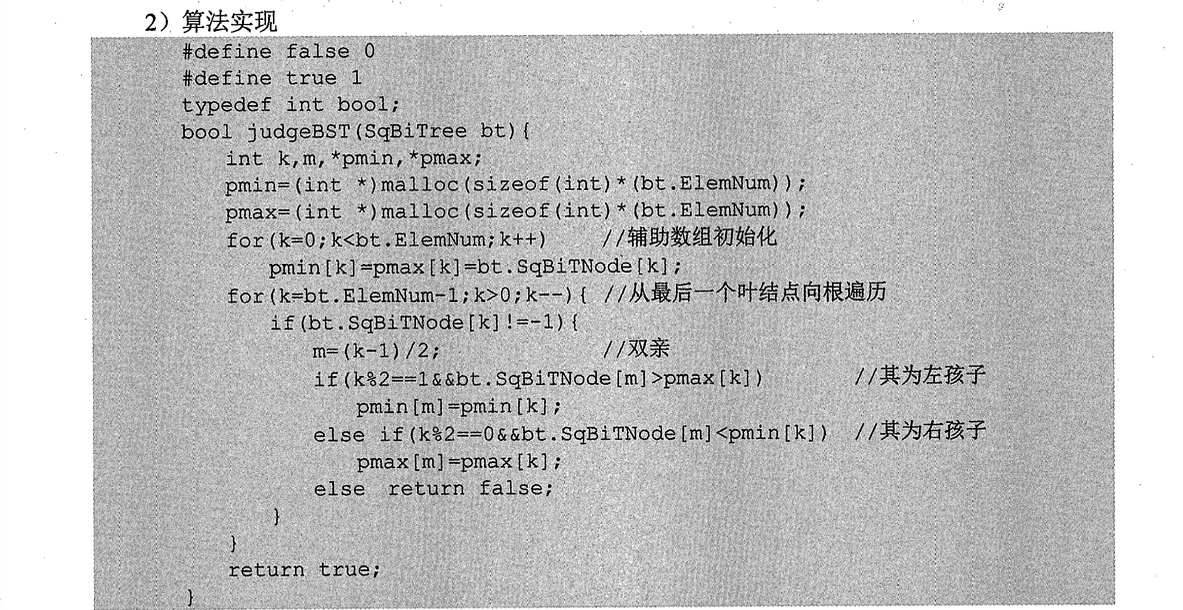 2）算法实现
#define false 0
#define true 1
typedef int bool;
bool judgeBST(SqBiTree bt){
int k,m,*pmin,*pmax;
pmin=(int *)malloc(sizeof(int)*(bt.ElemNum));
pmax=(int *)malloc(sizeof(int)*(bt.ElemNum));
for(k=0;k<bt.ElemNum;k++) //辅助数组初始化
pmin[k]=pmax[k]=bt.SqBiTNode[k];
for(k=bt.ElemNum-1;k>0;k--){ //从最后一个叶结点向根遍历
if(bt.SqBiTNode[k]!=-1){
m=(k-1)/2; //双亲
if(k%2==1&&bt.SqBiTNode[m]>pmax[k]) //其为左孩子
pmin[m]=pmin[k];
else if(k%2==0&&bt.SqBiTNode[m]<pmin[k]) //其为右孩子
pmax[m]=pmax[k];
else return false;
}
}
return true;
}